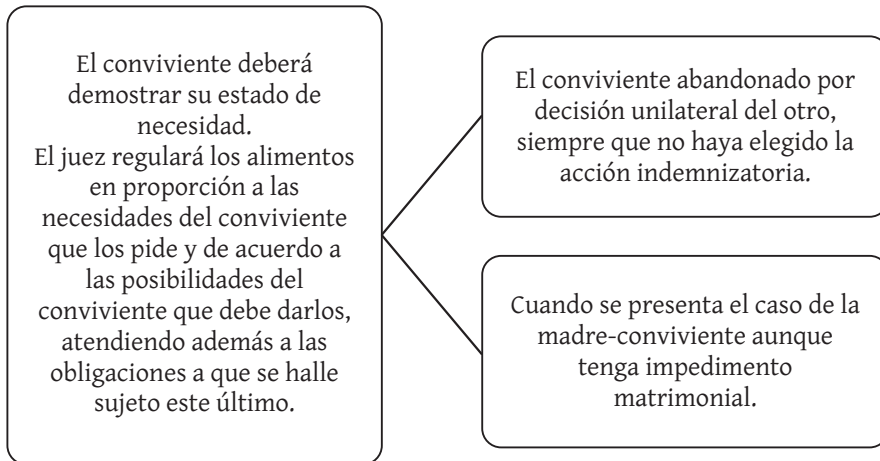 El conviviente deberá
demostrar su estado de
necesidad.
El juez regulará los alimentos
en proporción a las
necesidades del conviviente
que los pide y de acuerdo a
las posibilidades del
conviviente que debe darlos,
atendiendo además a las
obligaciones a que se halle
sujeto este último.
El conviviente abandonado por
decisión unilateral del otro,
siempre que no haya elegido la
acción indemnizatoria.
Cuando se presenta el caso de la
madre-conviviente aunque
tenga impedimento
matrimonial.